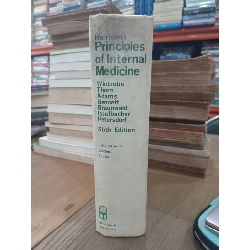 Harrison's
Principles
of Internal
Medicine
Wintrobe
Thorn
Adams
Bennett
Braunwald
Isselbacher
Petersdorf
Sixth Edition